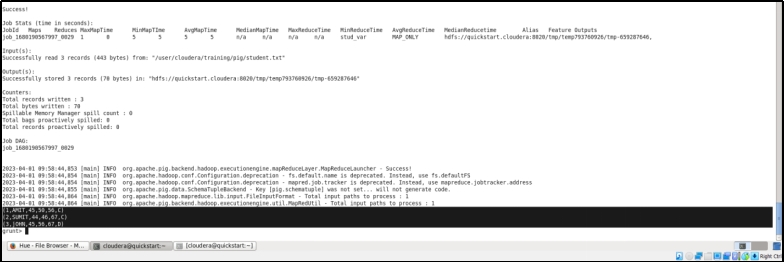 Success!
Job Stats (time in seconds):
JobId Maps Reduces MaxMapTime MinMapTIme AvgMapTime MedianMapTime MaxReduceTime MinReduceTime AvgReduceTime MedianReducetime Alias Feature Outputs
job_1680190567997_0029 1 0 5 5 5 5 n/a n/a n/a n/a stud_var MAP_ONLY hdfs://quickstart.cloudera:8020/tmp/temp793760926/tmp-659287646,
Input(s):
Successfully read 3 records (443 bytes) from: "/user/cloudera/training/pig/student.txt"
Output(s):
Successfully stored 3 records (70 bytes) in: "hdfs://quickstart.cloudera:8020/tmp/temp793760926/tmp-659287646"
Counters:
Total records written : 3
Total bytes written : 70
Spillable Memory Manager spill count : 0
Total bags proactively spilled: 0
Total records proactively spilled: 0
Job DAG:
job_1680190567997_0029
2023-04-01 09:58:44,853 [main] INFO org.apache.pig.backend.hadoop.executionengine.mapReduceLayer.MapReduceLauncher - Success!
2023-04-01 09:58:44,854 [main] INFO org.apache.hadoop.conf.Configuration.deprecation - fs.default.name is deprecated. Instead, use fs.defaultFS
2023-04-01 09:58:44,854 [main] INFO org.apache.hadoop.conf.Configuration.deprecation - mapred.job.tracker is deprecated. Instead, use mapreduce.jobtracker.address
2023-04-01 09:58:44,855 [main] INFO org.apache.pig.data.SchemaTupleBackend - Key [pig.schematuple] was not set... will not generate code.
2023-04-01 09:58:44,864 [main] INFO org.apache.hadoop.mapreduce.lib.input.FileInputFormat - Total input paths to process : 1
2023-04-01 09:58:44,864 [main] INFO org.apache.pig.backend.hadoop.executionengine.util.MapRedUtil - Total input paths to process : 1
(1,AMIT,45,50,56,C)
(2,SUMIT,44,46,67,C)
(3,JOHN,45,56,67,D)
grunt>
Hue - File Browser - M...
cloudera@quickstart:~
[cloudera@quickstart:~]
Right Ctrl